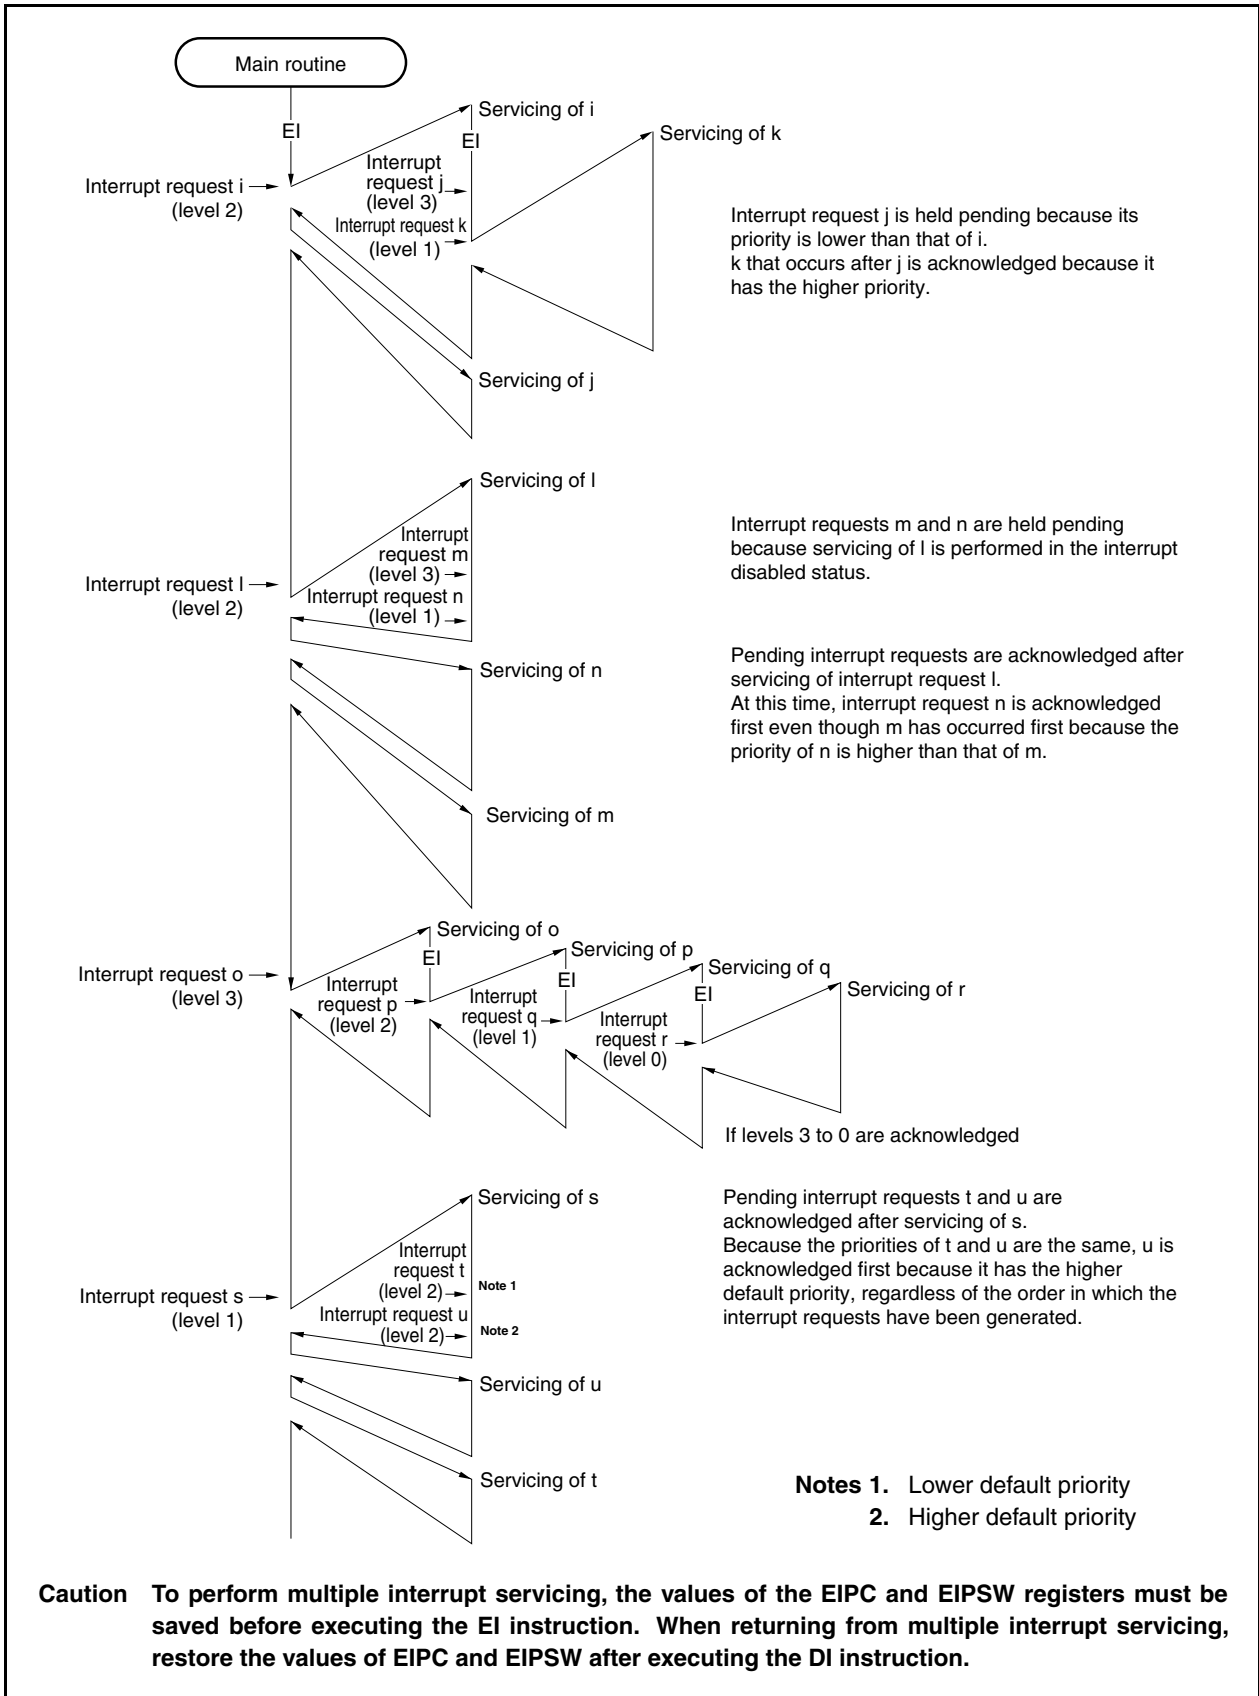 Main routine
EI
Servicing of i
EI
Servicing of k
Interrupt request i
(level 2)
Interrupt
request j
(level 3)
Interrupt request k
(level 1)
Interrupt request j is held pending because its
priority is lower than that of i.
k that occurs after j is acknowledged because it
has the higher priority.
Servicing of j
Servicing of l
Interrupt request l
(level 2)
Interrupt
request m
(level 3)
Interrupt request n
(level 1)
Interrupt requests m and n are held pending
because servicing of l is performed in the interrupt
disabled status.
Servicing of n
Pending interrupt requests are acknowledged after
servicing of interrupt request l.
At this time, interrupt request n is acknowledged
first even though m has occurred first because the
priority of n is higher than that of m.
Servicing of m
Servicing of o
EI
Servicing of p
EI
Servicing of q
EI
Servicing of r
Interrupt request o
(level 3)
Interrupt
request p
(level 2)
Interrupt
request q
(level 1)
Interrupt
request r
(level 0)
If levels 3 to 0 are acknowledged
Servicing of s
Interrupt request s
(level 1)
Interrupt
request t
(level 2)
Note 1
Interrupt request u
(level 2)
Note 2
Pending interrupt requests t and u are
acknowledged after servicing of s.
Because the priorities of t and u are the same, u is
acknowledged first because it has the higher
default priority, regardless of the order in which the
interrupt requests have been generated.
Servicing of u
Servicing of t
Notes 1. Lower default priority
2. Higher default priority
Caution To perform multiple interrupt servicing, the values of the EIPC and EIPSW registers must be
saved before executing the EI instruction. When returning from multiple interrupt servicing,
restore the values of EIPC and EIPSW after executing the DI instruction.